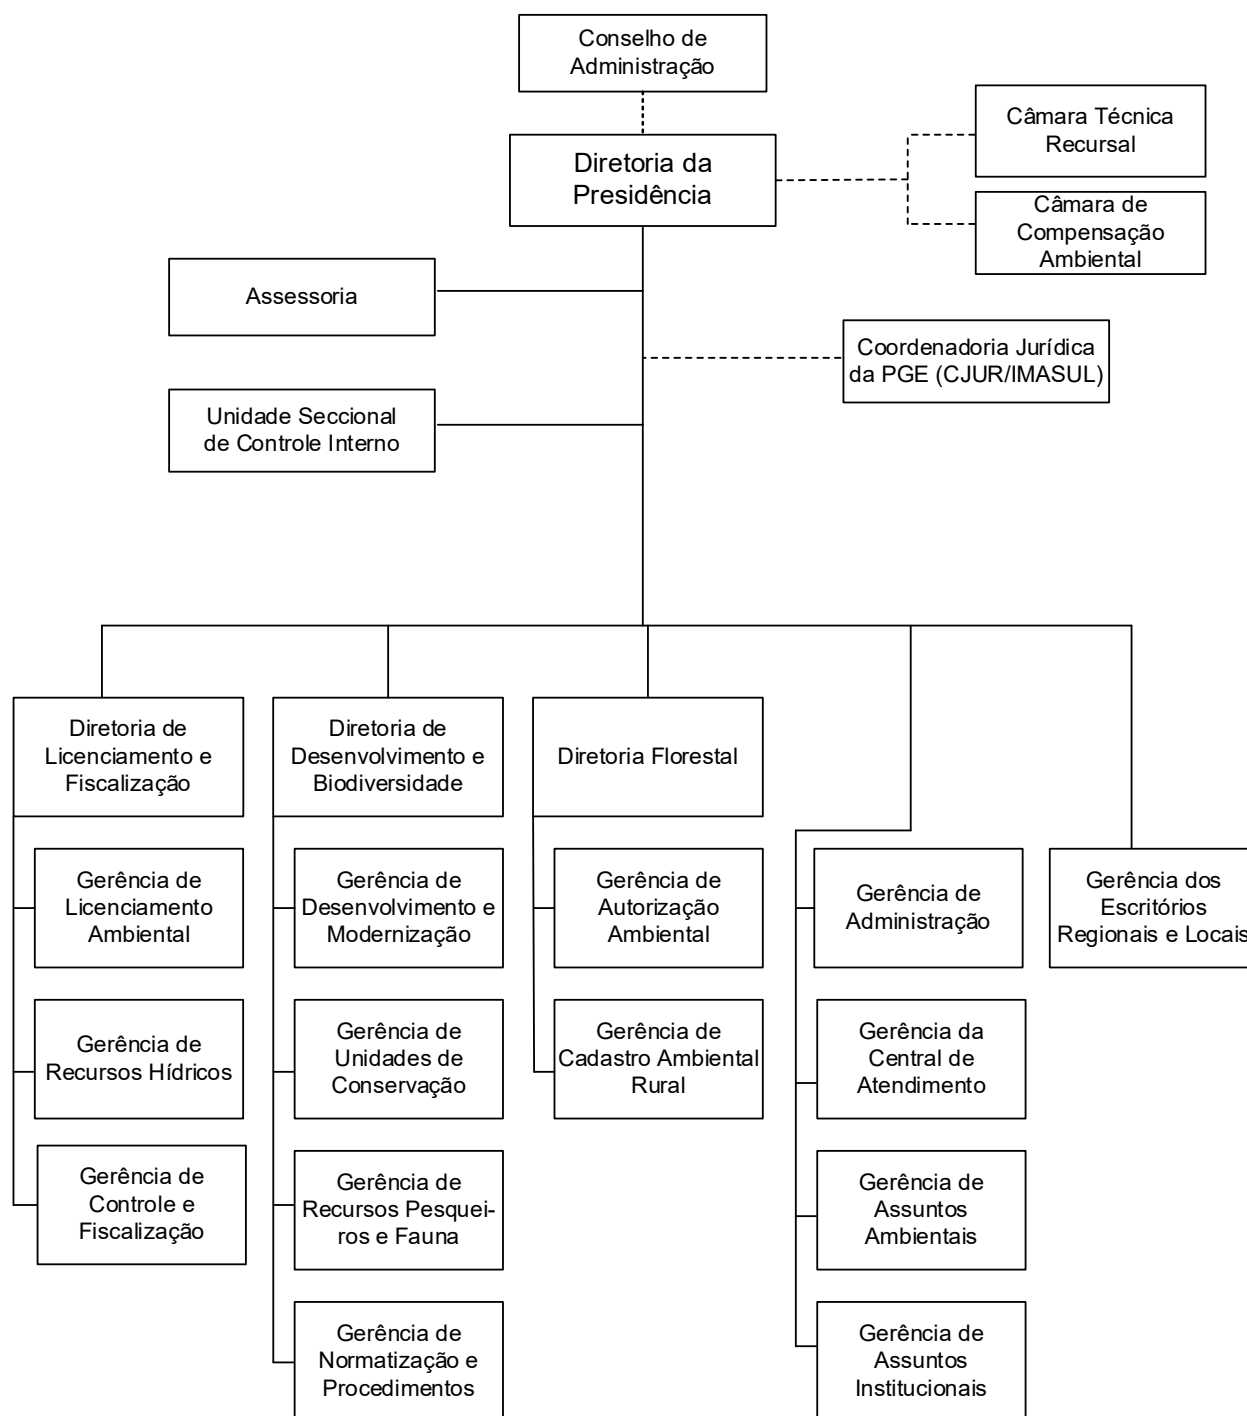 Conselho de
Administração
Câmara Técnica
Recursal
Diretoria da
Presidência
Câmara de
Compensação
Ambiental
Assessoria
Coordenadoria Jurídica
da PGE (CJUR/IMASUL)
Unidade Seccional
de Controle Interno
Diretoria de
Licenciamento e
Fiscalização
Diretoria de
Desenvolvimento e
Biodiversidade
Diretoria Florestal
Gerência de
Licenciamento
Ambiental
Gerência de
Desenvolvimento e
Modernização
Gerência de
Autorização
Ambiental
Gerência de
Administração
Gerência dos
Escritórios
Regionais e Locais
Gerência de
Recursos Hídricos
Gerência de
Unidades de
Conservação
Gerência de
Cadastro Ambiental
Rural
Gerência da
Central de
Atendimento
Gerência de
Controle e
Fiscalização
Gerência de
Recursos Pesquei-
ros e Fauna
Gerência de
Assuntos
Ambientais
Gerência de
Normatização e
Procedimentos
Gerência de
Assuntos
Institucionais